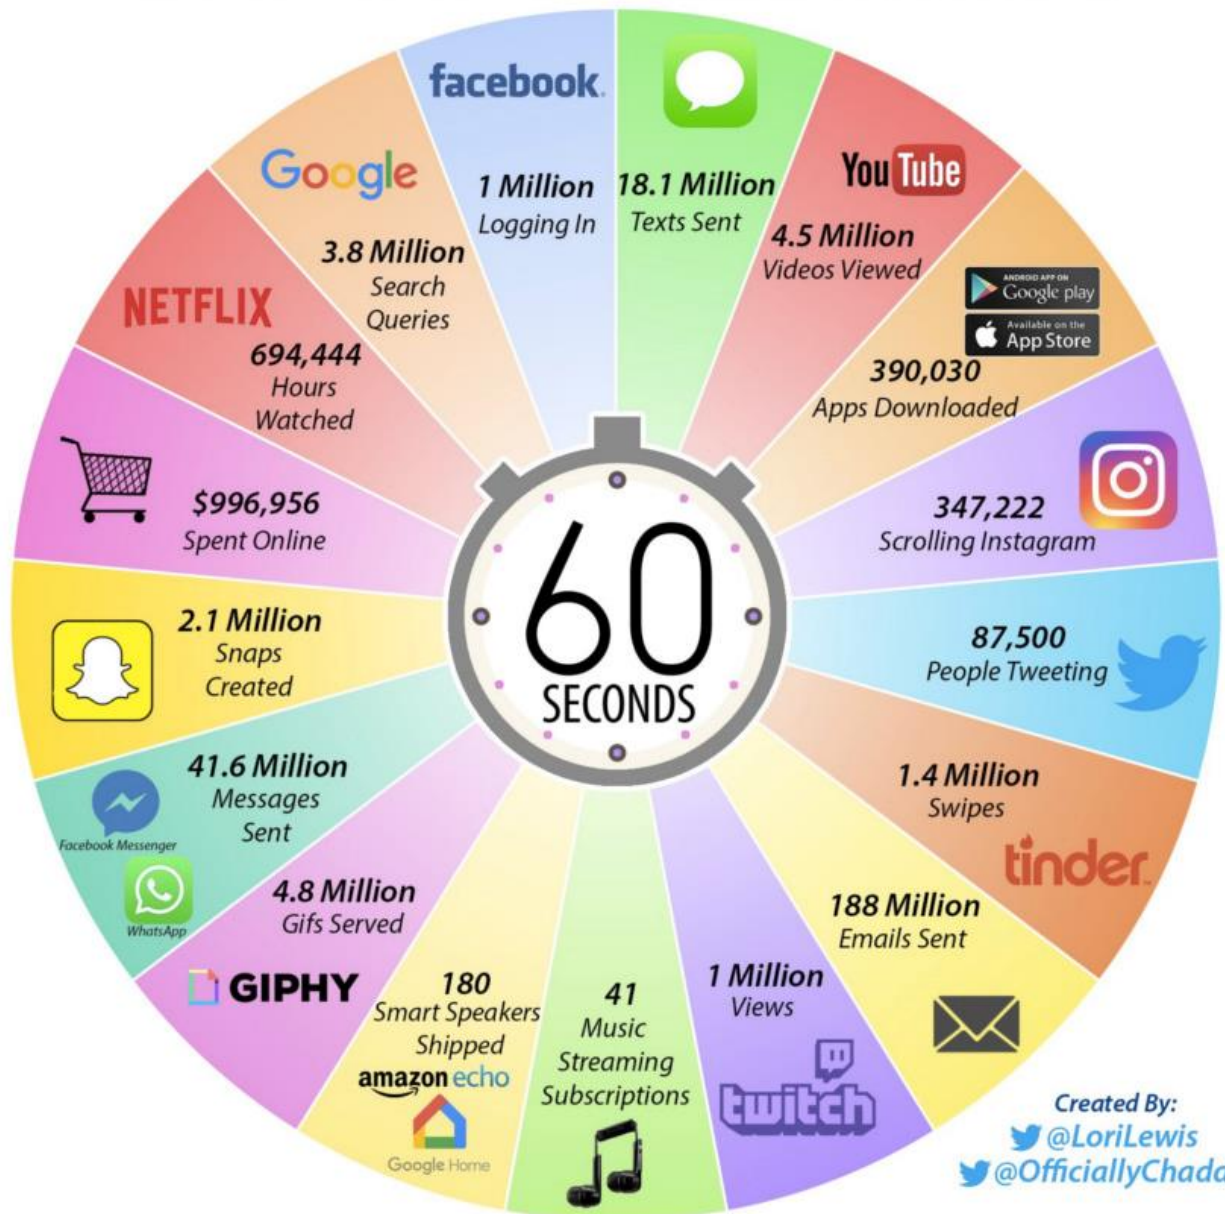 facebook
1 Million
Logging In
18.1 Million
Texts Sent
YouTube
4.5 Million
Videos Viewed
ANDROID APP ON
Google play
Available on the
App Store
390,030
Apps Downloaded
347,222
Scrolling Instagram
87,500
People Tweeting
1.4 Million
Swipes
tinder
188 Million
Emails Sent
1 Million
Views
twitch
41
Music
Streaming
Subscriptions
180
Smart Speakers
Shipped
amazon echo
Google Home
4.8 Million
Gifs Served
GIPHY
41.6 Million
Messages
Sent
Facebook Messenger
WhatsApp
2.1 Million
Snaps
Created
$996,956
Spent Online
NETFLIX
694,444
Hours
Watched
Google
3.8 Million
Search
Queries
60
SECONDS
Created By:
@LoriLewis
@OfficiallyChadd